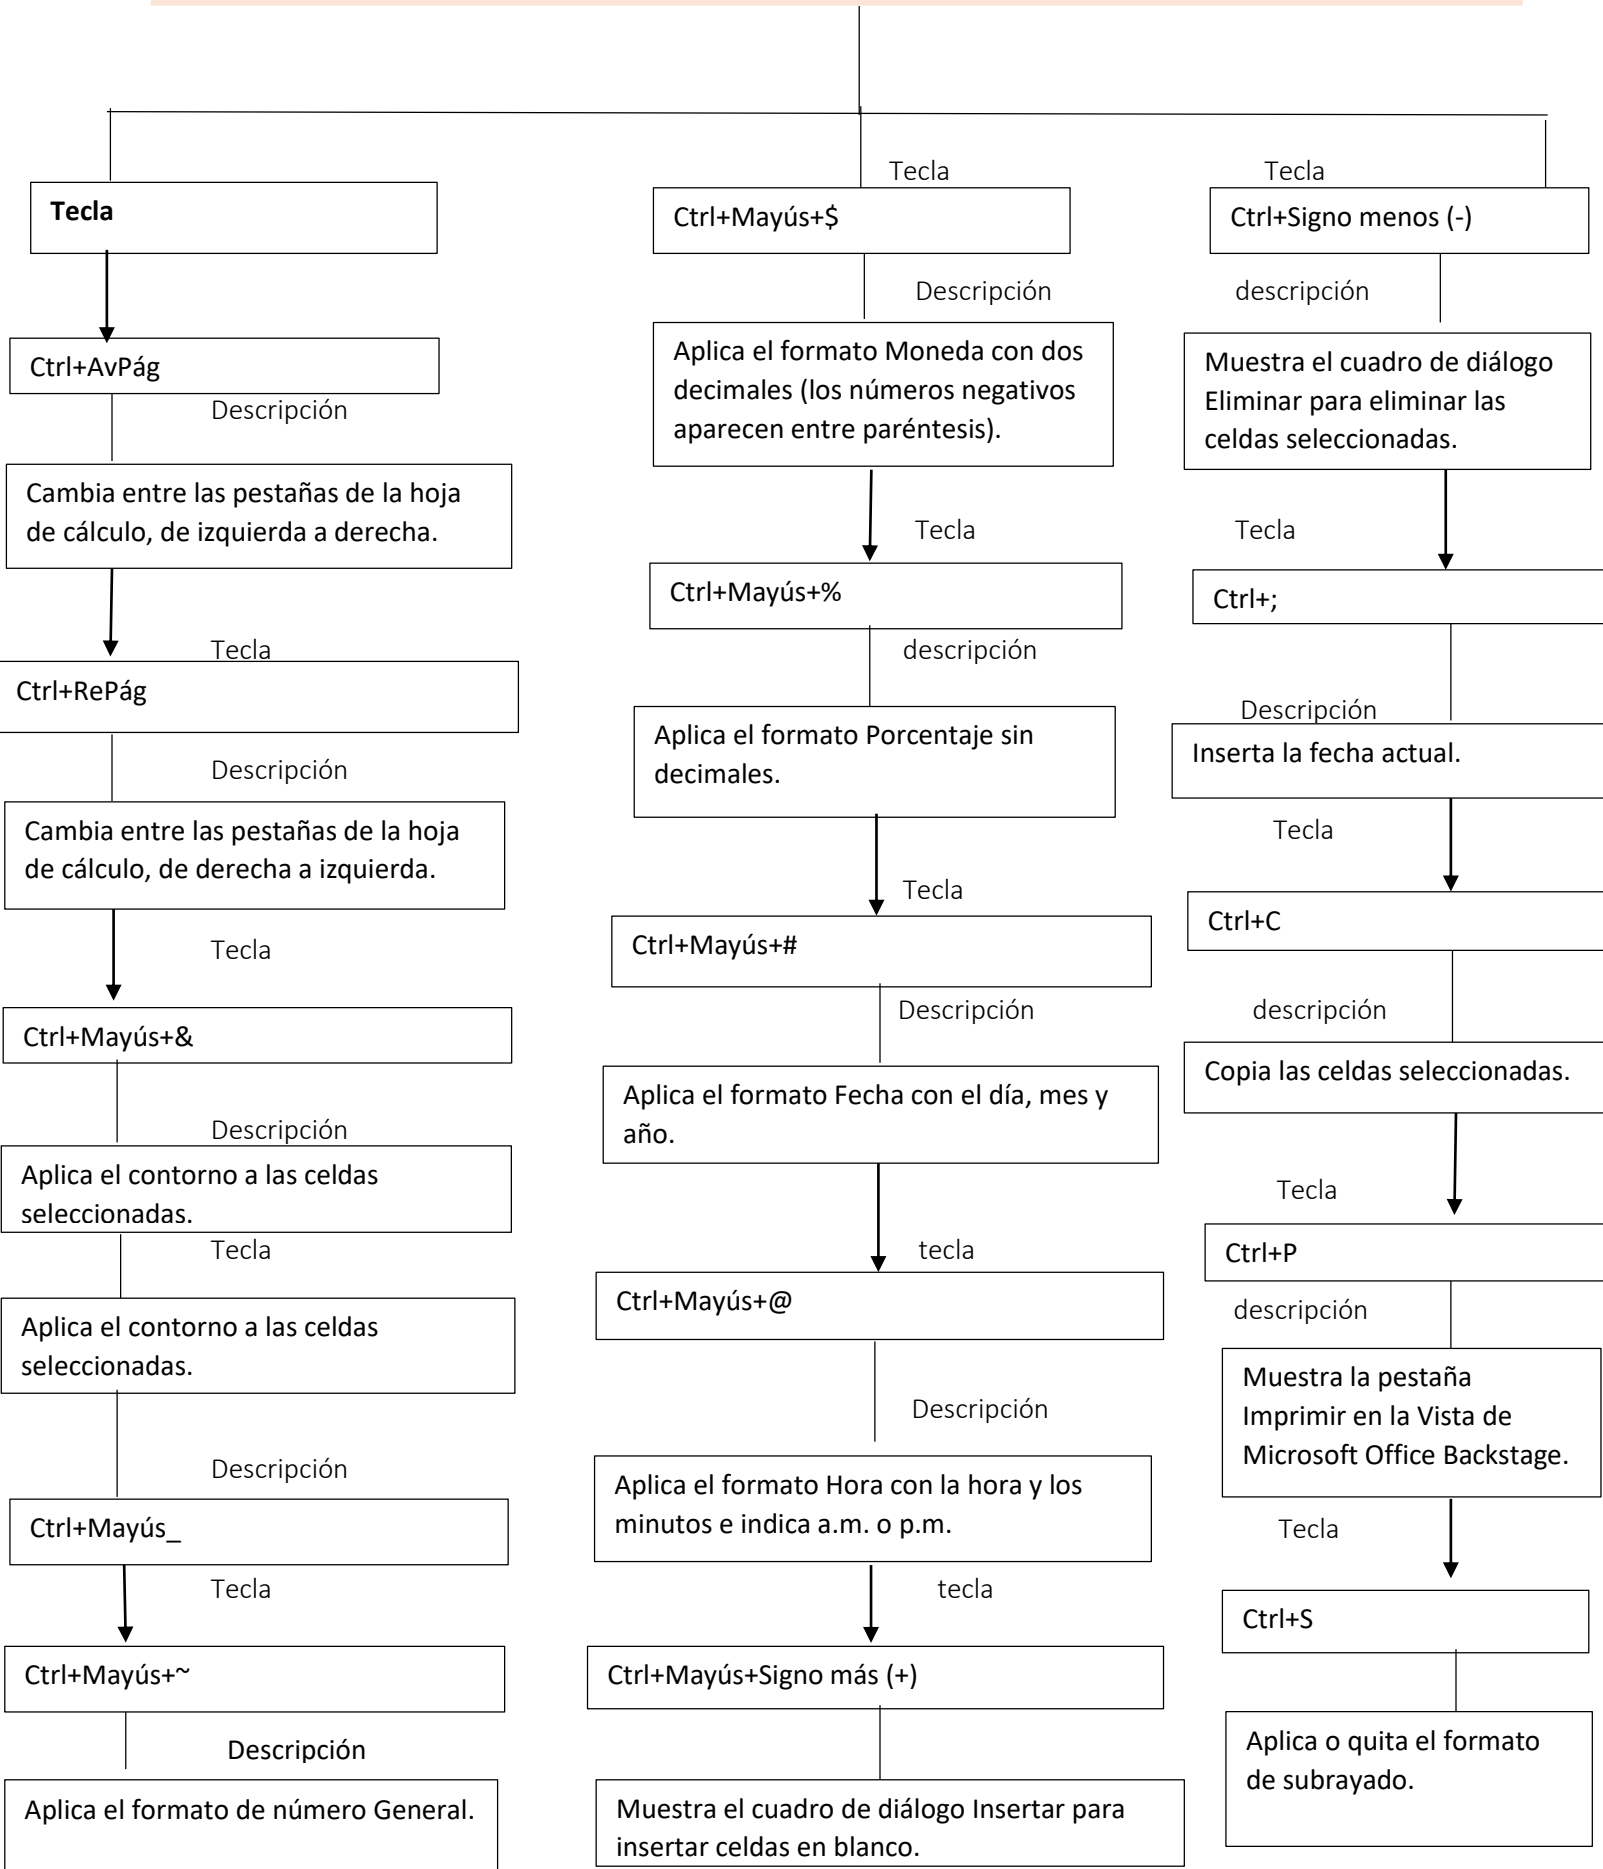 Tecla
Ctrl+AvPág
Descripción
Cambia entre las pestañas de la hoja
de cálculo, de izquierda a derecha.
Tecla
Ctrl+RePág
Descripción
Cambia entre las pestañas de la hoja
de cálculo, de derecha a izquierda.
Tecla
Ctrl+Mayús+&
Descripción
Aplica el contorno a las celdas
seleccionadas.
Tecla
Aplica el contorno a las celdas
seleccionadas.
Descripción
Ctrl+Mayús_
Tecla
Ctrl+Mayús+~
Descripción
Aplica el formato de número General.
Tecla
Ctrl+Mayús+$
Descripción
Aplica el formato Moneda con dos
decimales (los números negativos
aparecen entre paréntesis).
Tecla
Ctrl+Mayús+%
descripción
Aplica el formato Porcentaje sin
decimales.
Tecla
Ctrl+Mayús+#
Descripción
Aplica el formato Fecha con el día, mes y
año.
tecla
Ctrl+Mayús+@
Descripción
Aplica el formato Hora con la hora y los
minutos e indica a.m. o p.m.
tecla
Ctrl+Mayús+Signo más (+)
Muestra el cuadro de diálogo Insertar para
insertar celdas en blanco.
Tecla
Ctrl+Signo menos (-)
descripción
Muestra el cuadro de diálogo
Eliminar para eliminar las
celdas seleccionadas.
Tecla
Ctrl+;
Descripción
Inserta la fecha actual.
Tecla
Ctrl+C
descripción
Copia las celdas seleccionadas.
Tecla
Ctrl+P
descripción
Muestra la pestaña
Imprimir en la Vista de
Microsoft Office Backstage.
Tecla
Ctrl+S
Aplica o quita el formato
de subrayado.